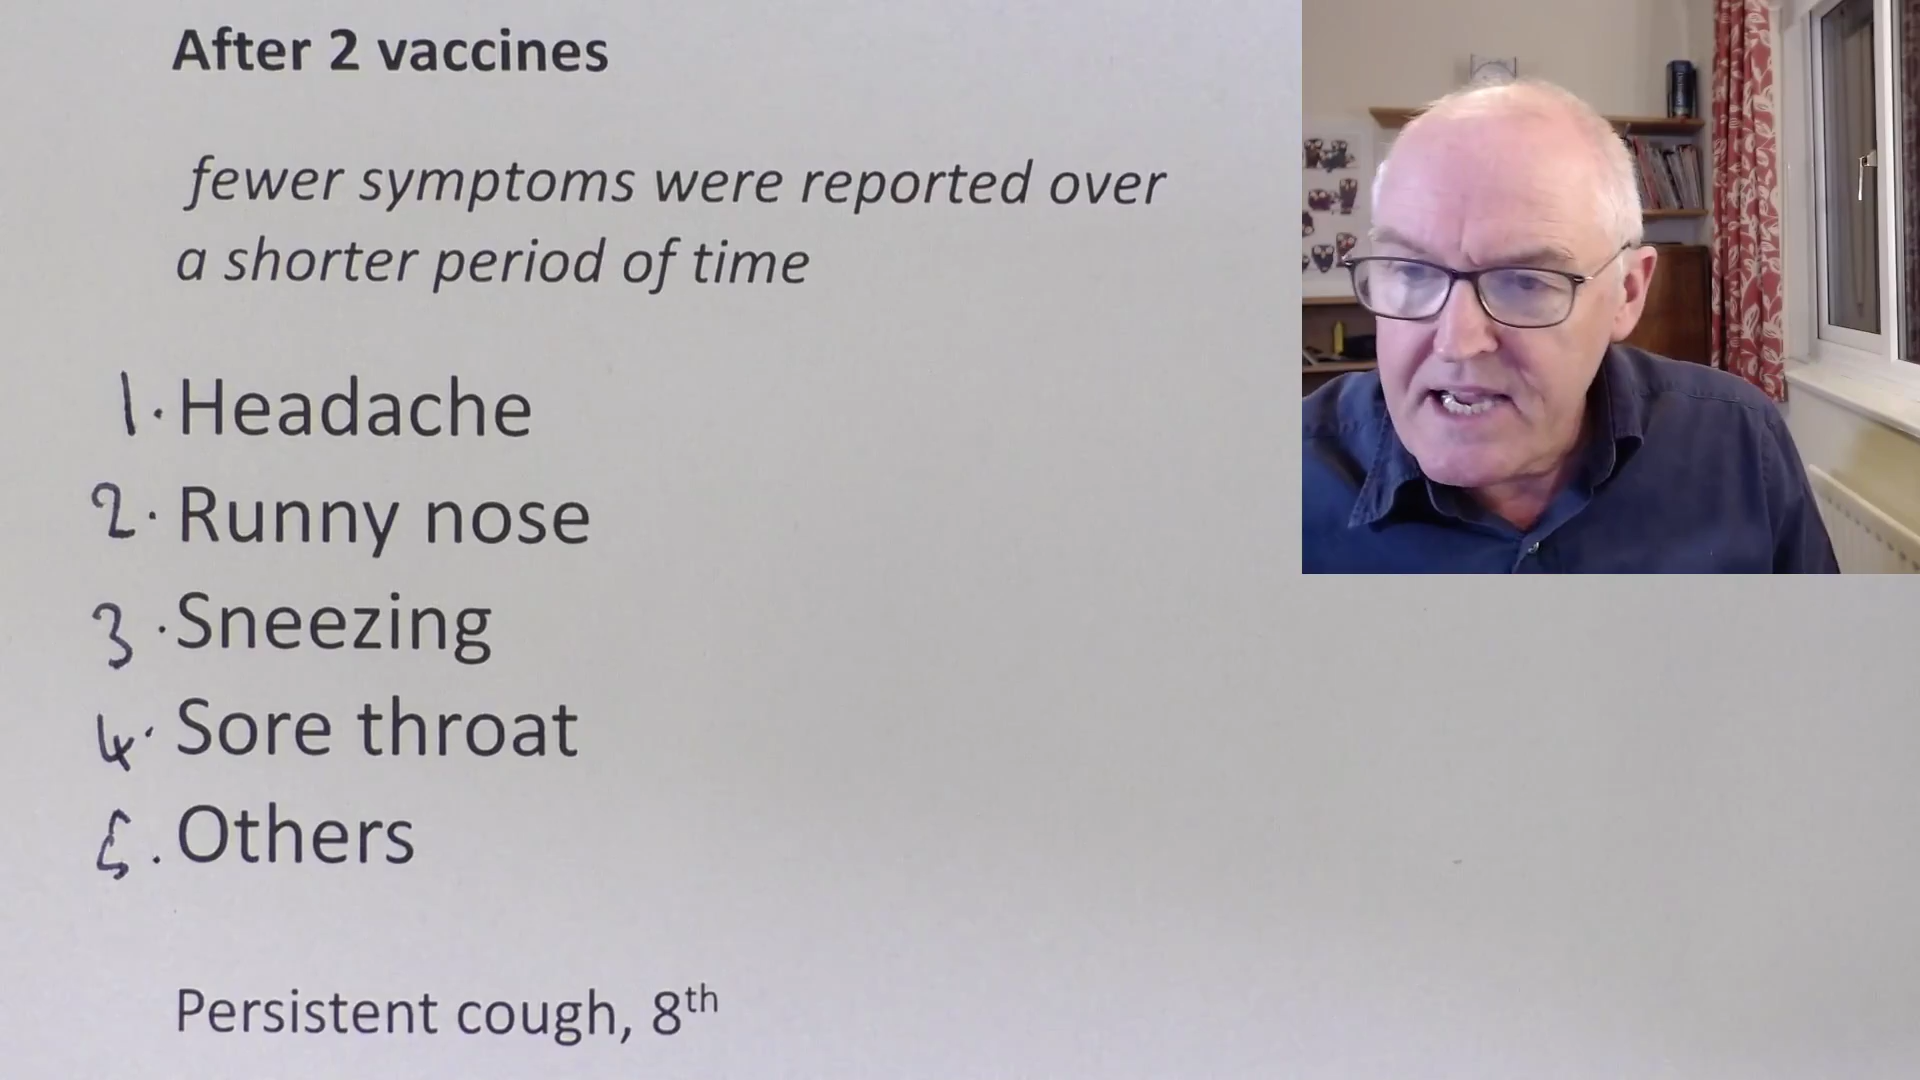 After 2 vaccines
fewer symptoms were reported over
a shorter period of time
1. Headache
2. Runny nose
3. Sneezing
4. Sore throat
5. Others
Persistent cough, 8th